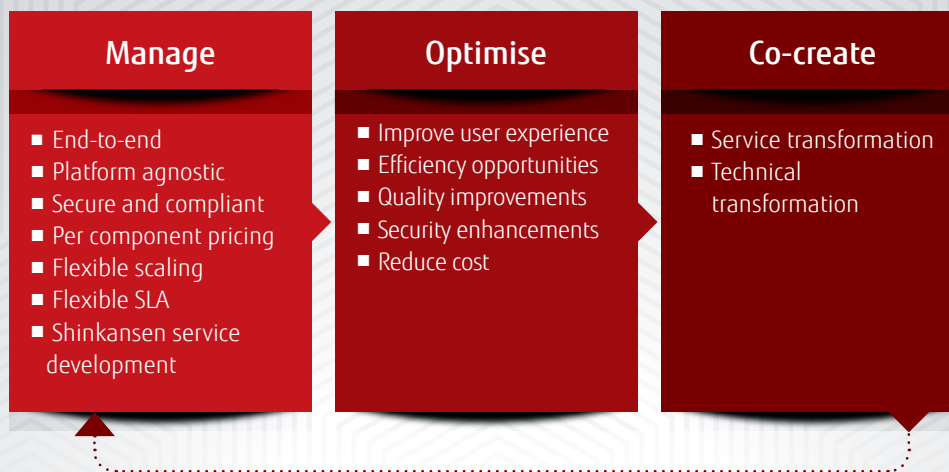 Manage
■ End-to-end
■ Platform agnostic
■ Secure and compliant
■ Per component pricing
■ Flexible scaling
■ Flexible SLA
■ Shinkansen service
development
Optimise
■ Improve user experience
■ Efficiency opportunities
■ Quality improvements
■ Security enhancements
■ Reduce cost
Co-create
■ Service transformation
■ Technical
transformation